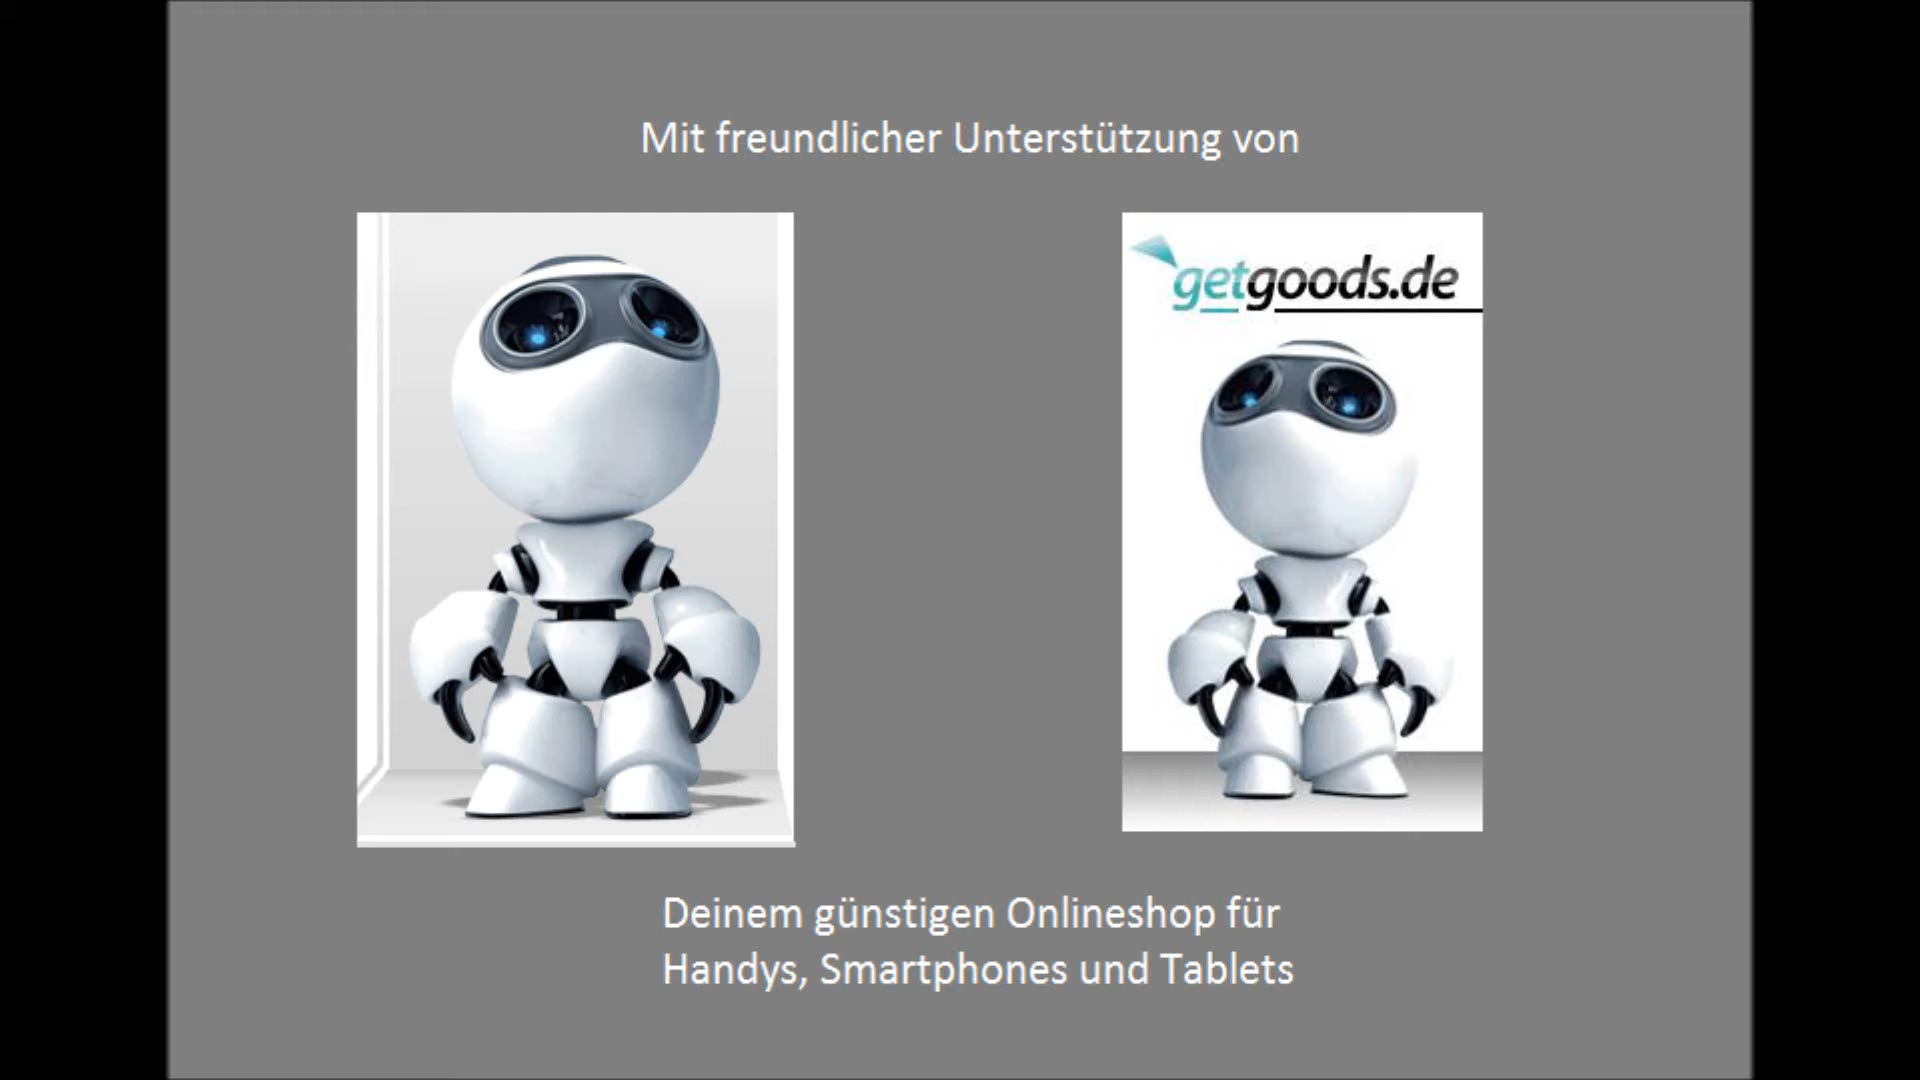 Mit freundlicher Unterstützung von
getgoods.de
Deinem günstigen Onlineshop für
Handys, Smartphones und Tablets